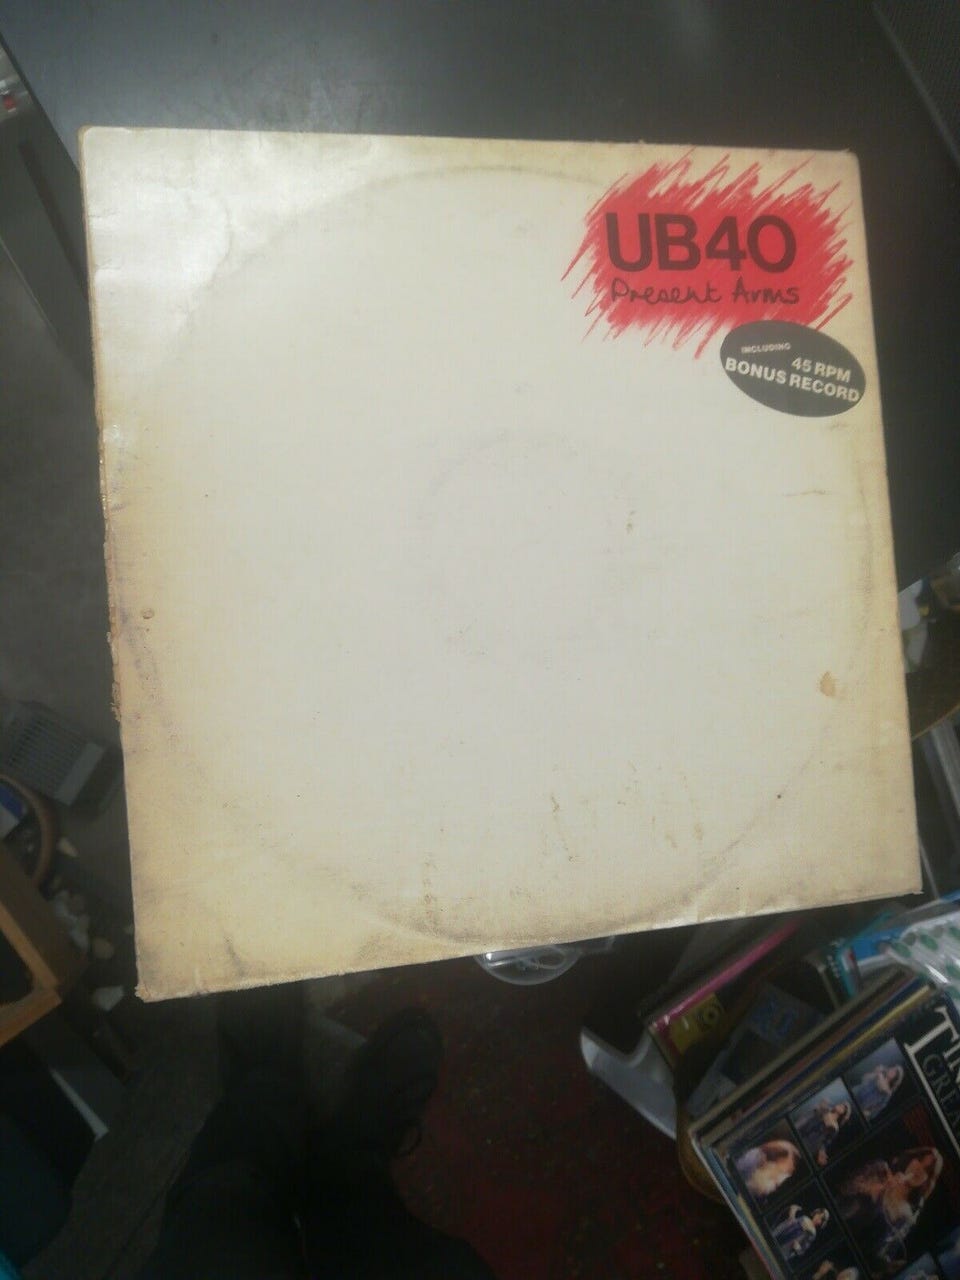 UB40
Present Arms
INCLUDING
45 RPM
BONUS RECORD